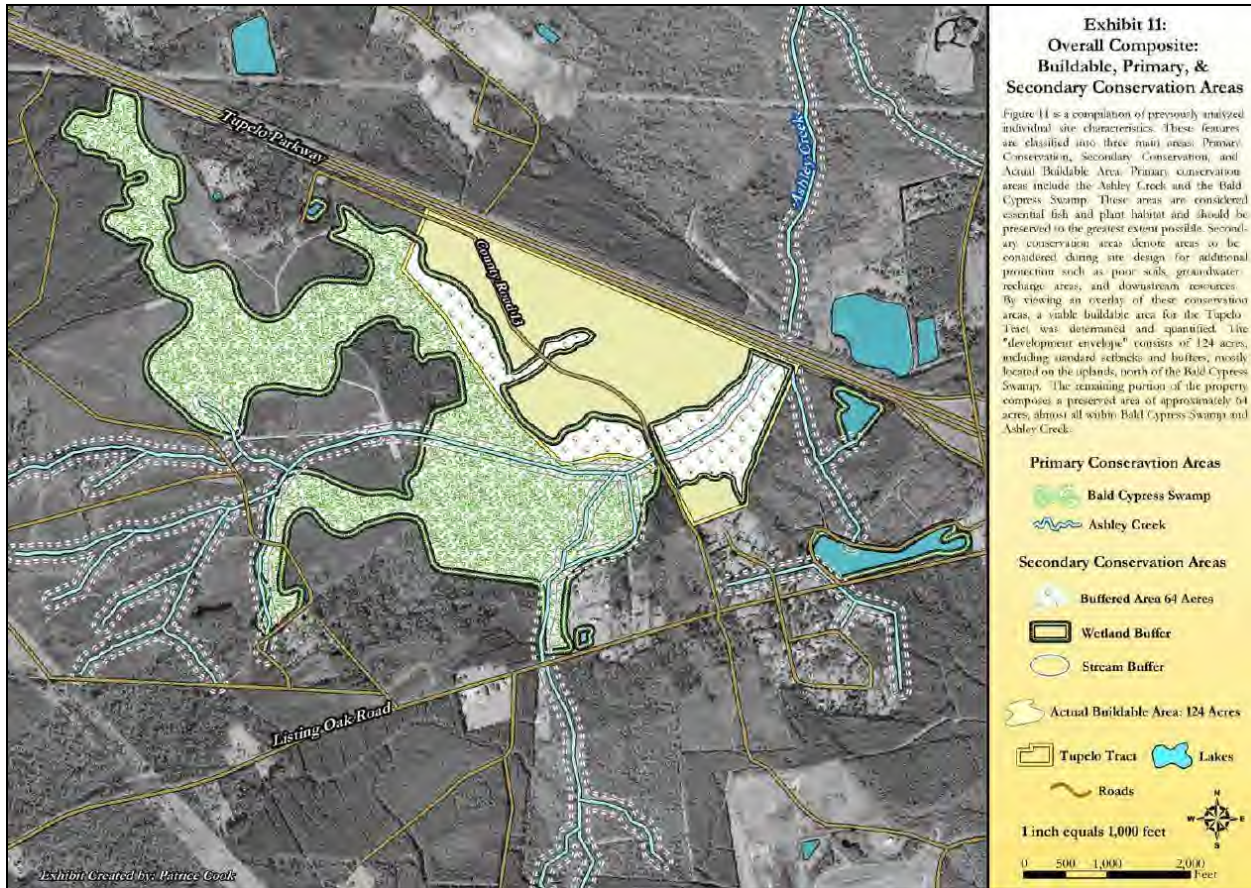 Exhibit 11:
Overall Composite:
Buildable, Primary, &
Secondary Conservation Areas
Figure 11 is a compilation of previously analyzed
individual site characteristics. These features
are classified into three main areas: Primary
Conservation, Secondary Conservation, and
Actual Buildable Area. Primary conservation
areas include the Ashley Creek and the Bald
Cypress Swamp. These areas are considered
essential fish and plant habitat and should be
preserved to the greatest extent possible. Second-
ary conservation areas denote areas to be
considered during site design for additional
protection such as poor soils, groundwater
recharge areas, and downstream resources.
By viewing an overlay of these conservation
areas, a viable buildable area for the Tupelo
Tract was determined and quantified. The
"development envelope" consists of 124 acres,
including standard setbacks and buffers, mostly
located on the uplands, north of the Bald Cypress
Swamp. The remaining portion of the property
composes a preserved area of approximately 64
acres, almost all within Bald Cypress Swamp and
Ashley Creek.
Primary Conseravtion Areas
Bald Cypress Swamp
Ashley Creek
Secondary Conservation Areas
Buffered Area 64 Acres
Wetland Buffer
Stream Buffer
Actual Buildable Area: 124 Acres
Tupelo Tract
Lakes
Roads
N
W E
S
1 inch equals 1,000 feet
0 500 1,000 2,000
Feet
Tupelo Parkway
County Road 16
Ashley Creek
Listing Oak Road
Exhibit Created by: Patrice Cook